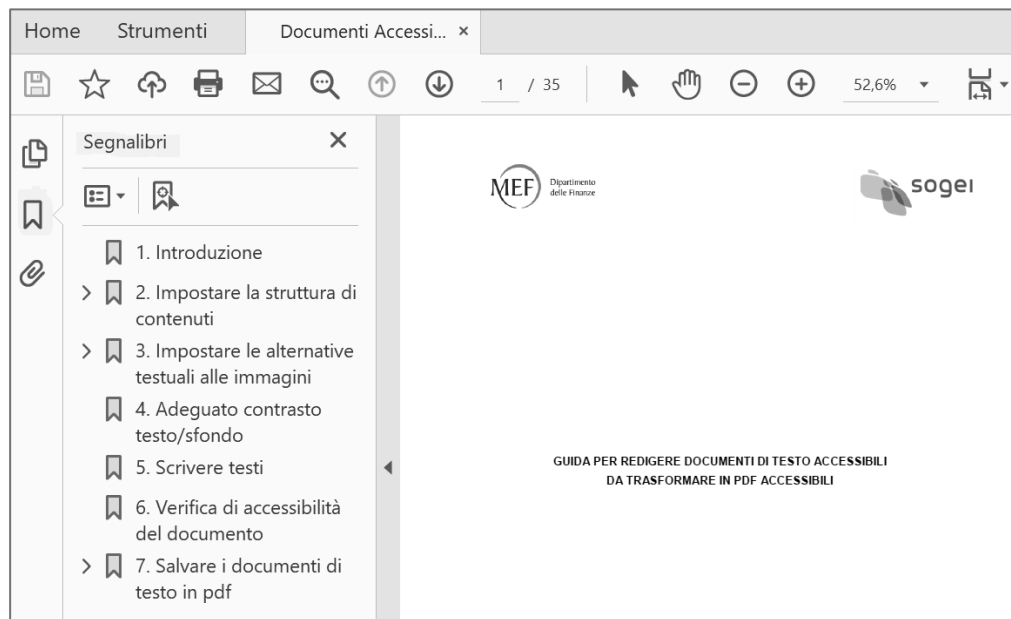 Home Strumenti Documenti Accessi... ×
1 / 35 52,6%
Segnalibri
1. Introduzione
2. Impostare la struttura di
contenuti
3. Impostare le alternative
testuali alle immagini
4. Adeguato contrasto
testo/sfondo
5. Scrivere testi
6. Verifica di accessibilità
del documento
7. Salvare i documenti di
testo in pdf
MEF Dipartimento
delle Finanze
sogei
GUIDA PER REDIGERE DOCUMENTI DI TESTO ACCESSIBILI
DA TRASFORMARE IN PDF ACCESSIBILI